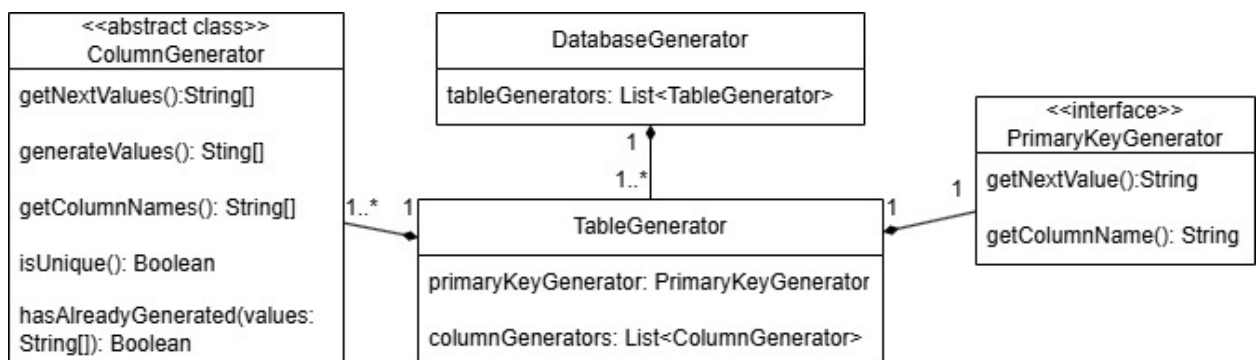 <<abstract class>>
ColumnGenerator
getNextValues():String[]
generateValues(): Sting[]
getColumnNames(): String[]
isUnique(): Boolean
hasAlreadyGenerated(values:
String[]): Boolean
DatabaseGenerator
tableGenerators: List<TableGenerator>
1
1..*
1..*
1
TableGenerator
primaryKeyGenerator: PrimaryKeyGenerator
columnGenerators: List<ColumnGenerator>
1
1
<<interface>>
PrimaryKeyGenerator
getNextValue():String
getColumnName(): String